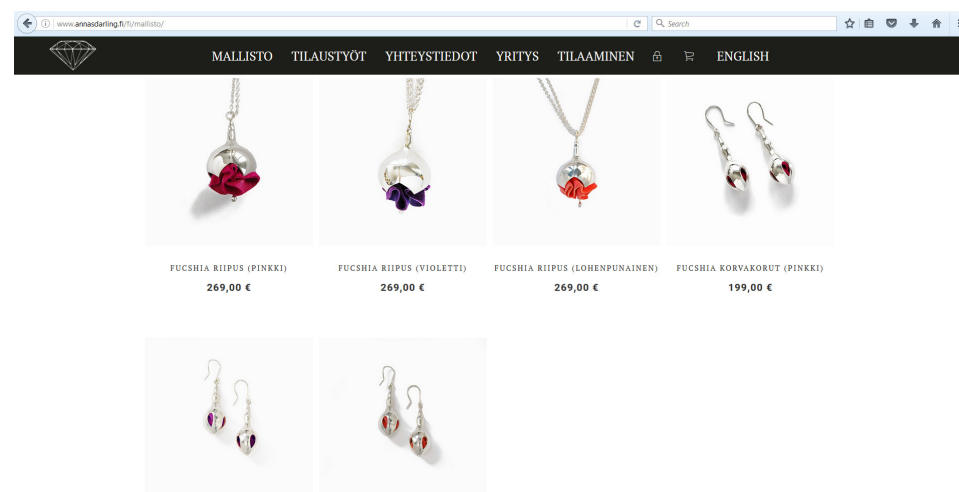 www.annasdarling.fi/fi/mallisto/
Search
MALLISTO TILAUSTYÖT YHTEYSTIEDOT YRITYS TILAAMINEN ENGLISH
FUCSHIA RIIPUS (PINKKI) FUCSHIA RIIPUS (VIOLETTI) FUCSHIA RIIPUS (LOHENPUNAINEN) FUCSHIA KORVAKORUT (PINKKI)
269,00 € 269,00 € 269,00 € 199,00 €